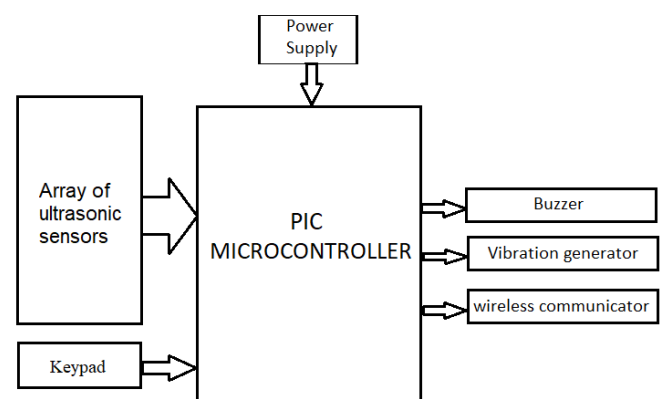 Power
Supply
Array of
ultrasonic
sensors
PIC
MICROCONTROLLER
Buzzer
Vibration generator
wireless communicator
Keypad